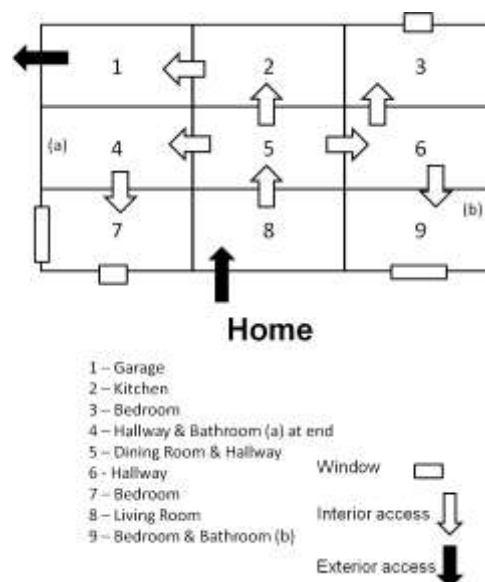 1 2 3
(a) 4 5 6
(b)
7 8 9
Home
1 – Garage
2 – Kitchen
3 – Bedroom
4 – Hallway & Bathroom (a) at end
5 – Dining Room & Hallway
6 - Hallway
7 – Bedroom
8 – Living Room
9 – Bedroom & Bathroom (b)
Window
Interior access
Exterior access